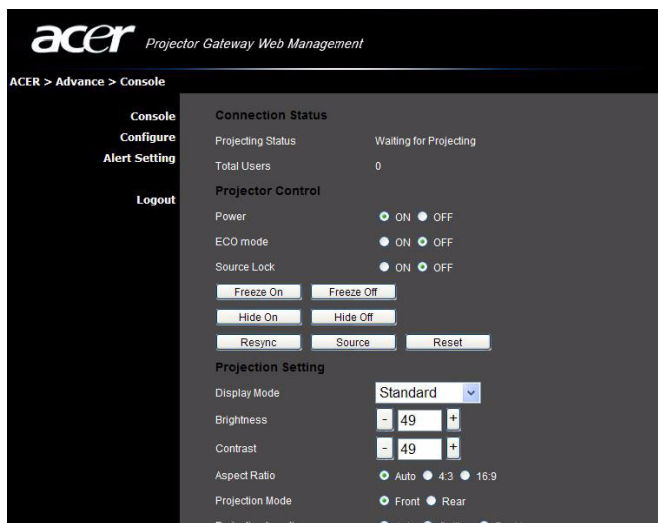 acer Projector Gateway Web Management
ACER > Advance > Console
Console
Configure
Alert Setting
Logout
Connection Status
Projecting Status Waiting for Projecting
Total Users 0
Projector Control
Power ON OFF
ECO mode ON OFF
Source Lock ON OFF
Freeze On Freeze Off
Hide On Hide Off
Resync Source Reset
Projection Setting
Display Mode Standard
Brightness - 49 +
Contrast - 49 +
Aspect Ratio Auto 4:3 16:9
Projection Mode Front Rear